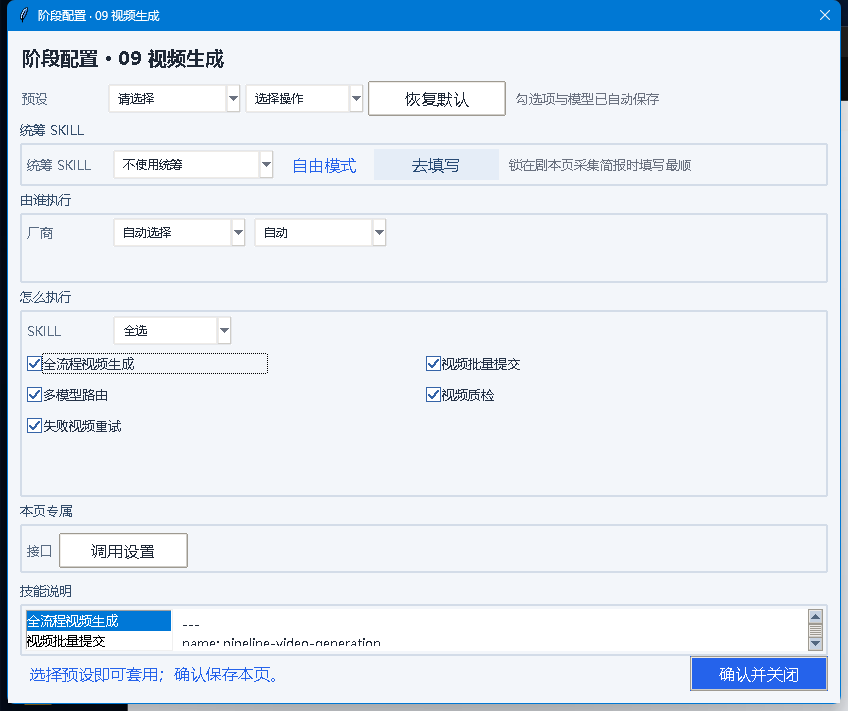 阶段配置 · 09 视频生成
阶段配置 · 09 视频生成
预设 请选择 选择操作 恢复默认 勾选项与模型已自动保存
统筹 SKILL
统筹 SKILL 不使用统筹 自由模式 去填写 锁在剧本页采集简报时填写最顺
由谁执行
厂商 自动选择 自动
怎么执行
SKILL 全选
全流程视频生成 视频批量提交
多模型路由 视频质检
失败视频重试
本页专属
接口 调用设置
技能说明
全流程视频生成 ---
视频批量提交 name: pipeline-video-generation
选择预设即可套用；确认保存本页。 确认并关闭